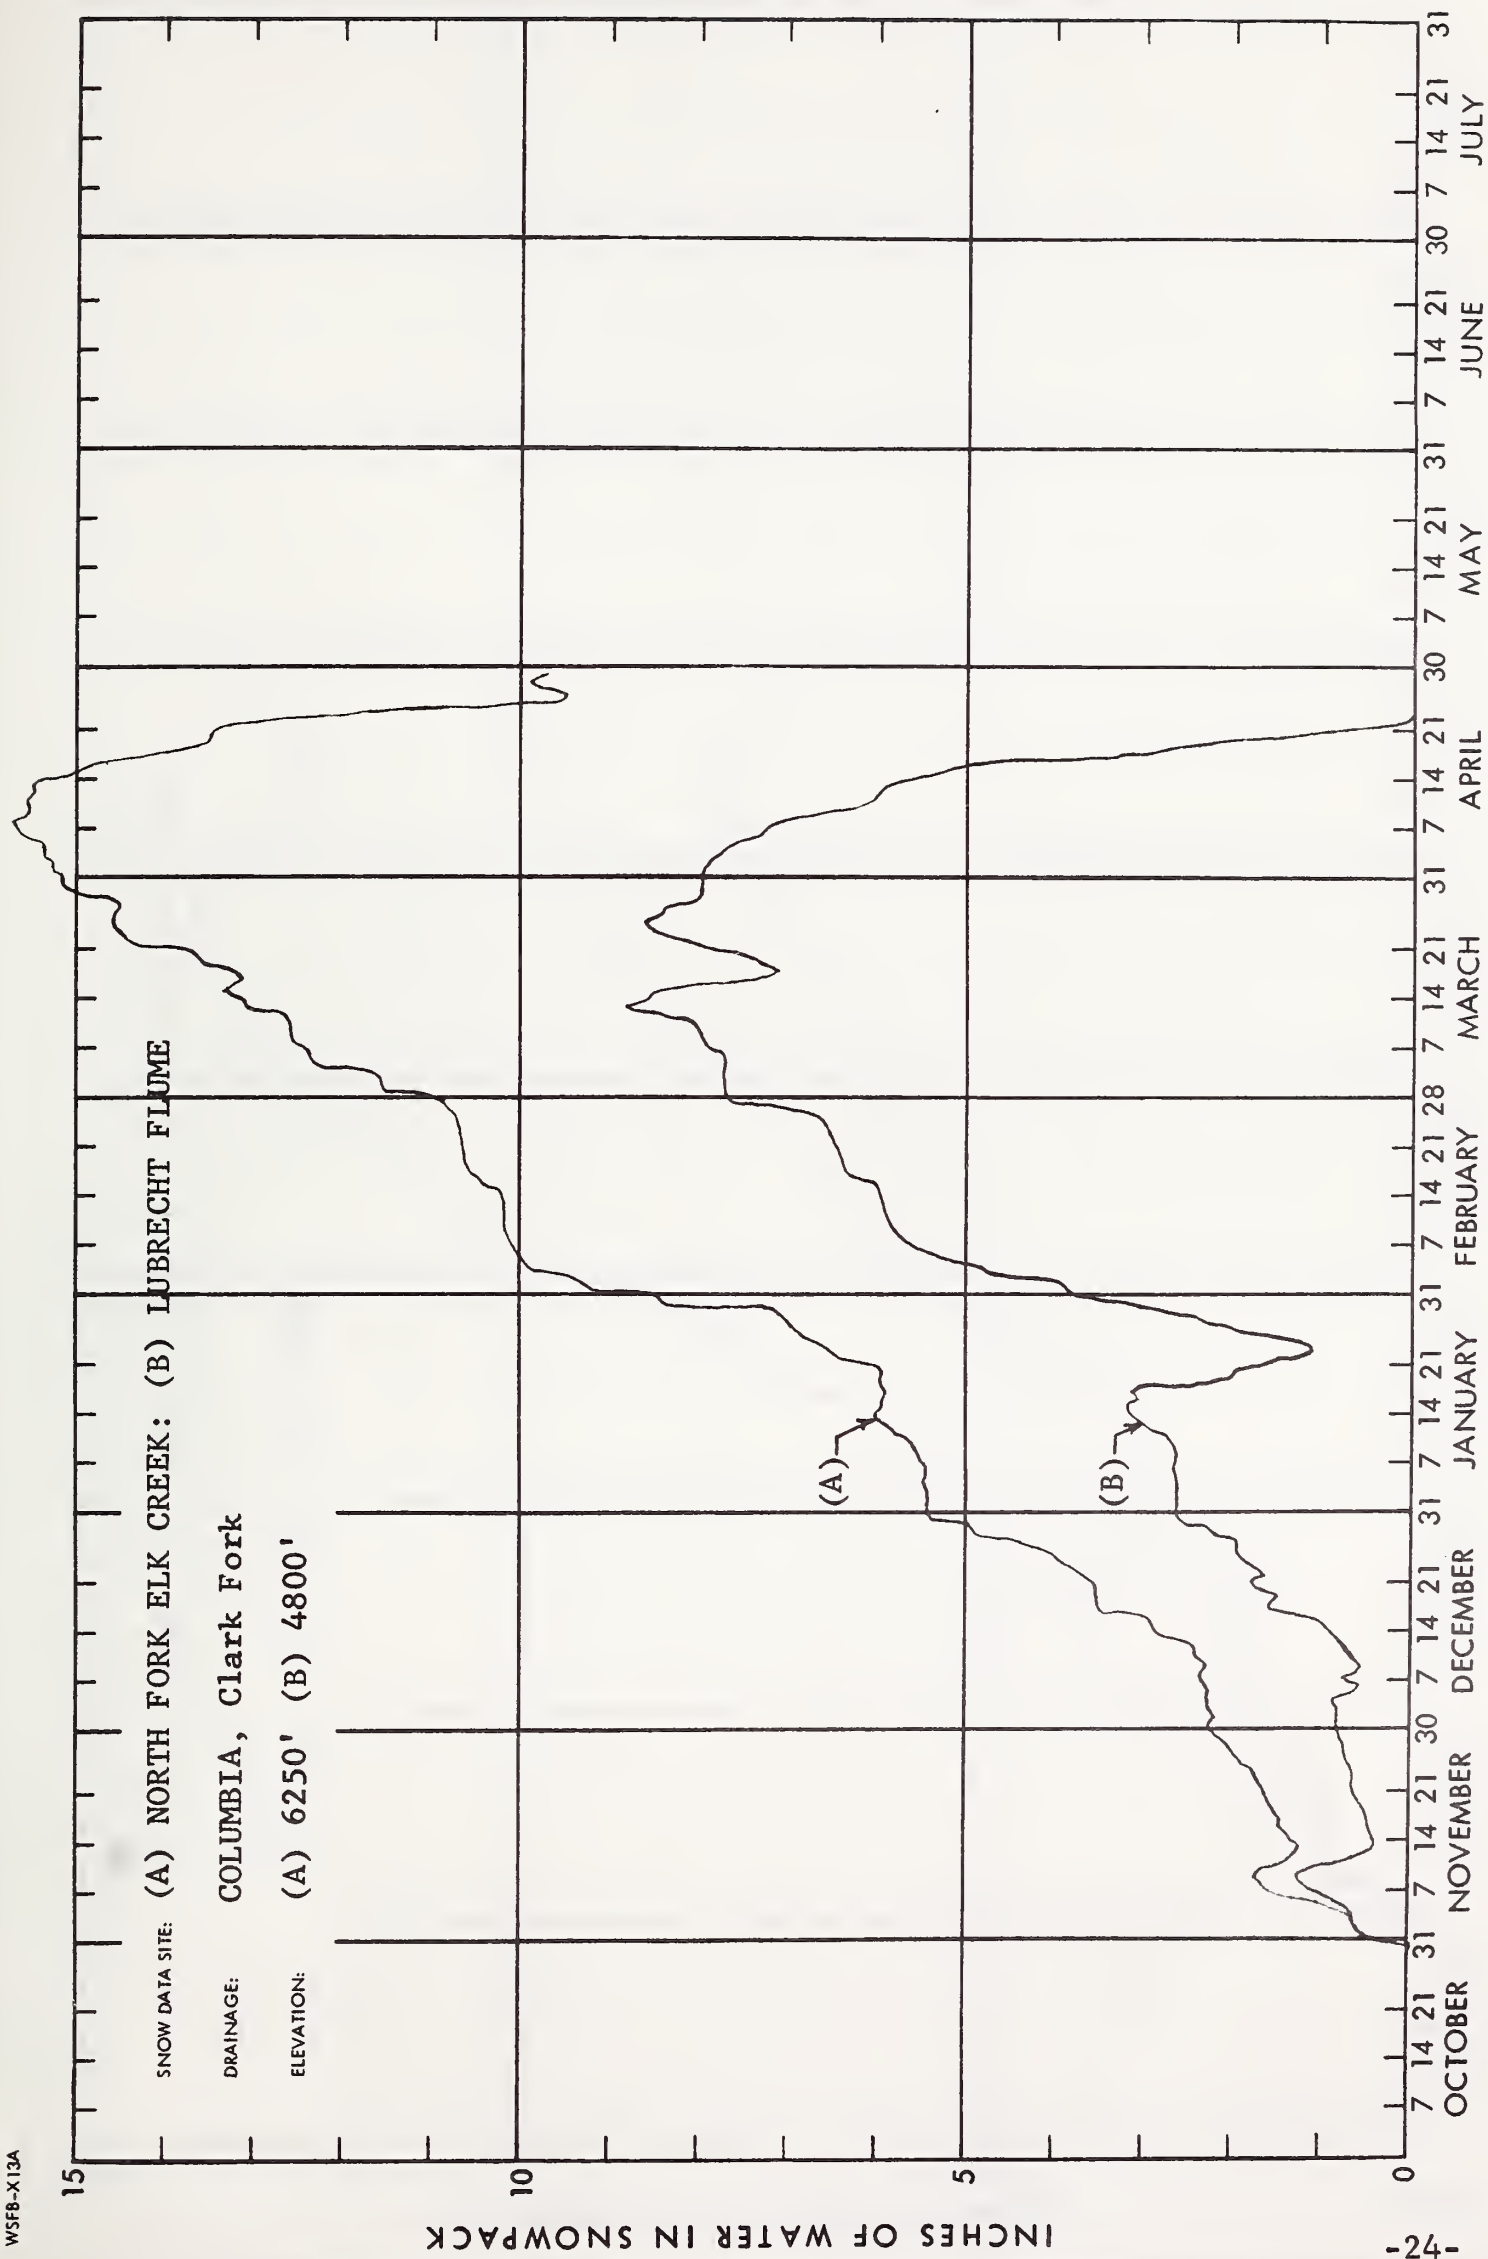 WSFB-X13A
SNOW DATA SITE: (A) NORTH FORK ELK CREEK: (B) LUBRECHT FLUME
DRAINAGE: COLUMBIA, Clark Fork
ELEVATION: (A) 6250' (B) 4800'
INCHES OF WATER IN SNOWPACK
15
10
5
0
(A)
(B)
7 14 21 31 7 14 21 30 7 14 21 31 7 14 21 31 7 14 21 28 7 14 21 31 7 14 21 30 7 14 21 31 7 14 21 30 7 14 21 31
OCTOBER NOVEMBER DECEMBER JANUARY FEBRUARY MARCH APRIL MAY JUNE JULY
-24-